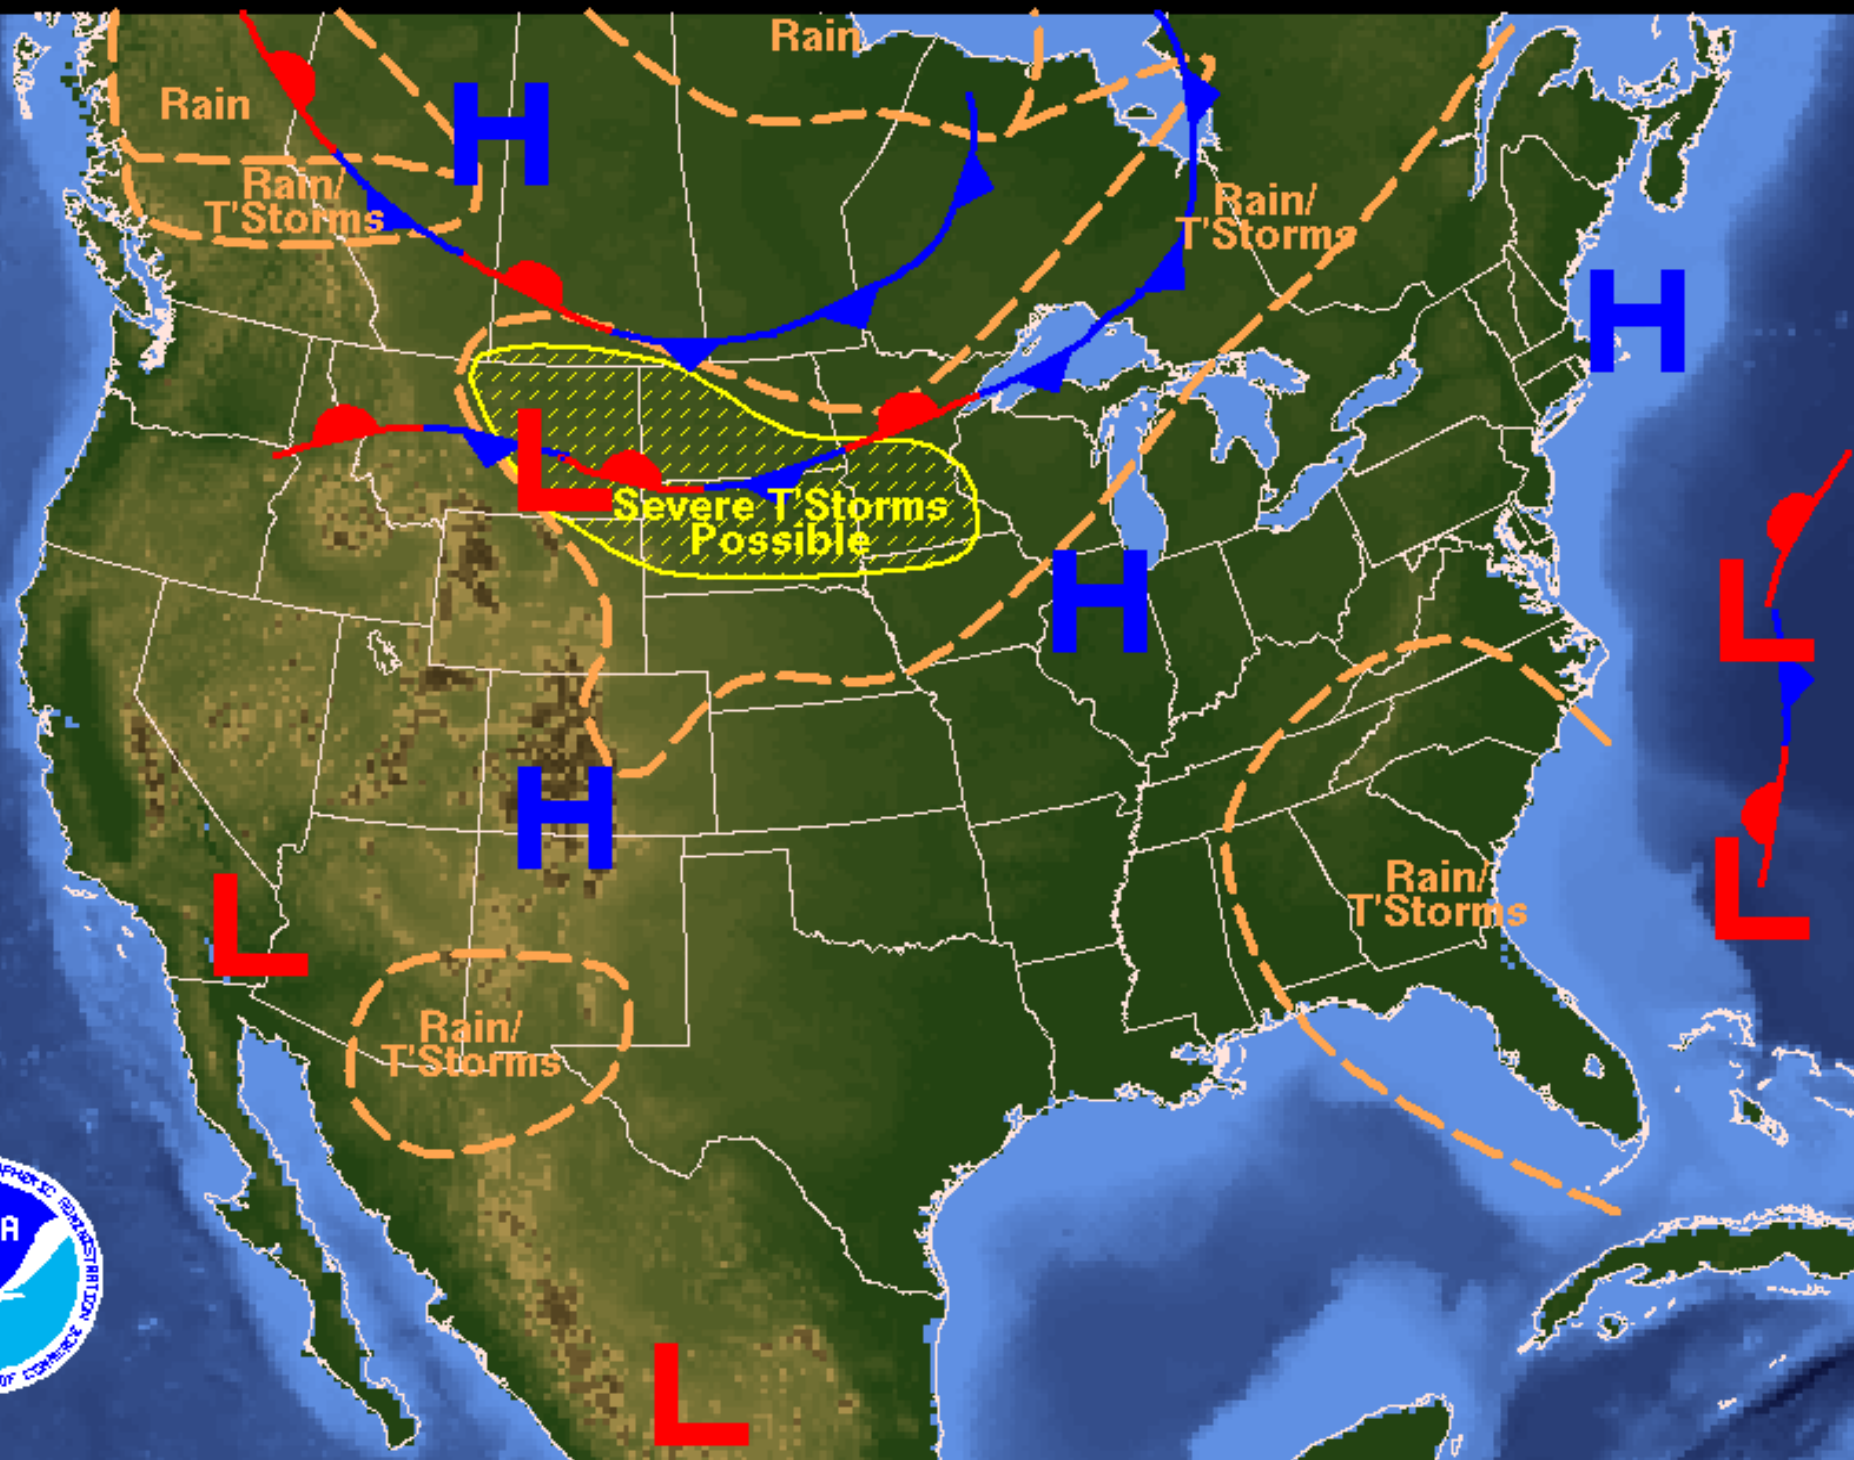 Rain
Rain
H
Rain/
T'Storms
Rain/
T'Storms
H
L
Severe T'Storms
Possible
H
L
H
L
Rain/
T'Storms
L
Rain/
T'Storms
A
L